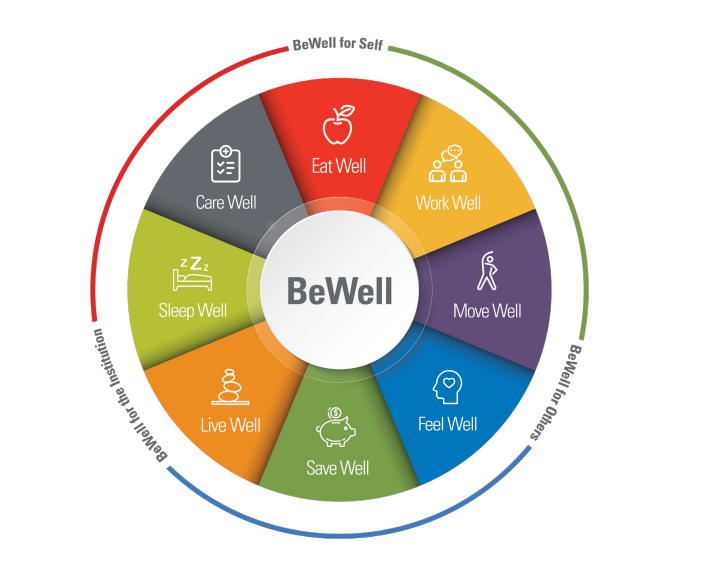 BeWell for Self
Eat Well
Work Well
Care Well
zZz
BeWell
Sleep Well
Move Well
$
Live Well
Feel Well
Save Well
BeWell for the Institution
BeWell for Others